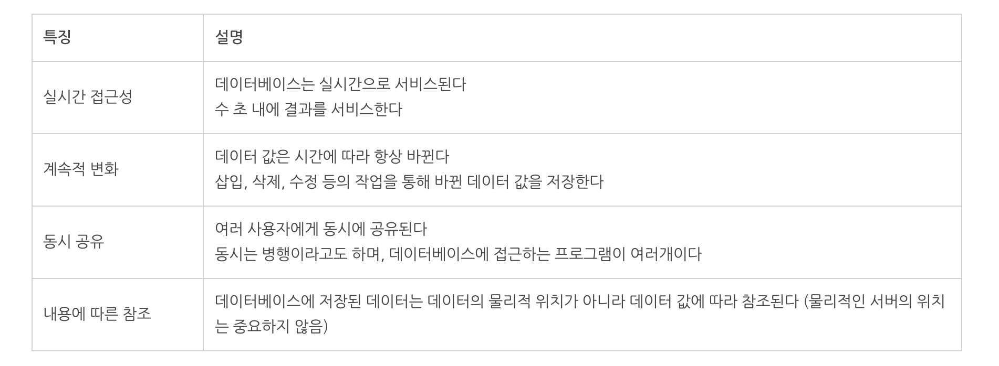 특징
설명
실시간 접근성
데이터베이스는 실시간으로 서비스된다
수 초 내에 결과를 서비스한다
계속적 변화
데이터 값은 시간에 따라 항상 바뀐다
삽입, 삭제, 수정 등의 작업을 통해 바뀐 데이터 값을 저장한다
동시 공유
여러 사용자에게 동시에 공유된다
동시는 병행이라고도 하며, 데이터베이스에 접근하는 프로그램이 여러개이다
내용에 따른 참조
데이터베이스에 저장된 데이터는 데이터의 물리적 위치가 아니라 데이터 값에 따라 참조된다 (물리적인 서버의 위치
는 중요하지 않음)